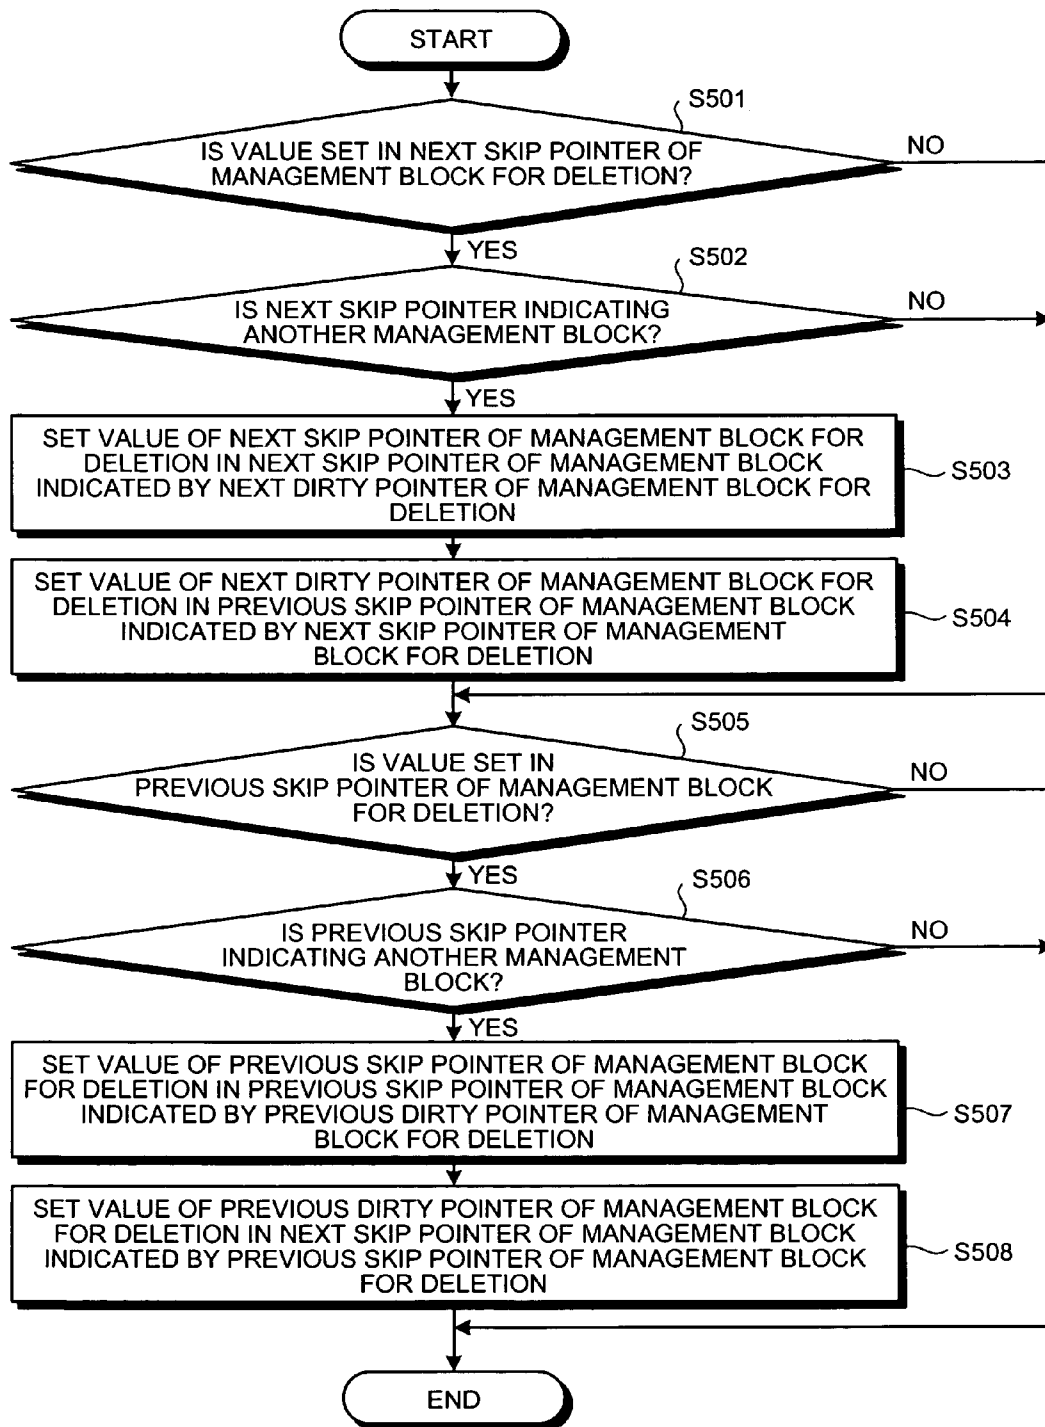 START
S501
IS VALUE SET IN NEXT SKIP POINTER OF
MANAGEMENT BLOCK FOR DELETION?
NO
YES
S502
IS NEXT SKIP POINTER INDICATING
ANOTHER MANAGEMENT BLOCK?
NO
YES
SET VALUE OF NEXT SKIP POINTER OF MANAGEMENT BLOCK FOR
DELETION IN NEXT SKIP POINTER OF MANAGEMENT BLOCK
INDICATED BY NEXT DIRTY POINTER OF MANAGEMENT BLOCK FOR
DELETION
S503
SET VALUE OF NEXT DIRTY POINTER OF MANAGEMENT BLOCK FOR
DELETION IN PREVIOUS SKIP POINTER OF MANAGEMENT BLOCK
INDICATED BY NEXT SKIP POINTER OF MANAGEMENT
BLOCK FOR DELETION
S504
S505
IS VALUE SET IN
PREVIOUS SKIP POINTER OF MANAGEMENT BLOCK
FOR DELETION?
NO
YES
S506
IS PREVIOUS SKIP POINTER
INDICATING ANOTHER MANAGEMENT
BLOCK?
NO
YES
SET VALUE OF PREVIOUS SKIP POINTER OF MANAGEMENT BLOCK
FOR DELETION IN PREVIOUS SKIP POINTER OF MANAGEMENT BLOCK
INDICATED BY PREVIOUS DIRTY POINTER OF MANAGEMENT
BLOCK FOR DELETION
S507
SET VALUE OF PREVIOUS DIRTY POINTER OF MANAGEMENT BLOCK
FOR DELETION IN NEXT SKIP POINTER OF MANAGEMENT BLOCK
INDICATED BY PREVIOUS SKIP POINTER OF MANAGEMENT BLOCK
FOR DELETION
S508
END